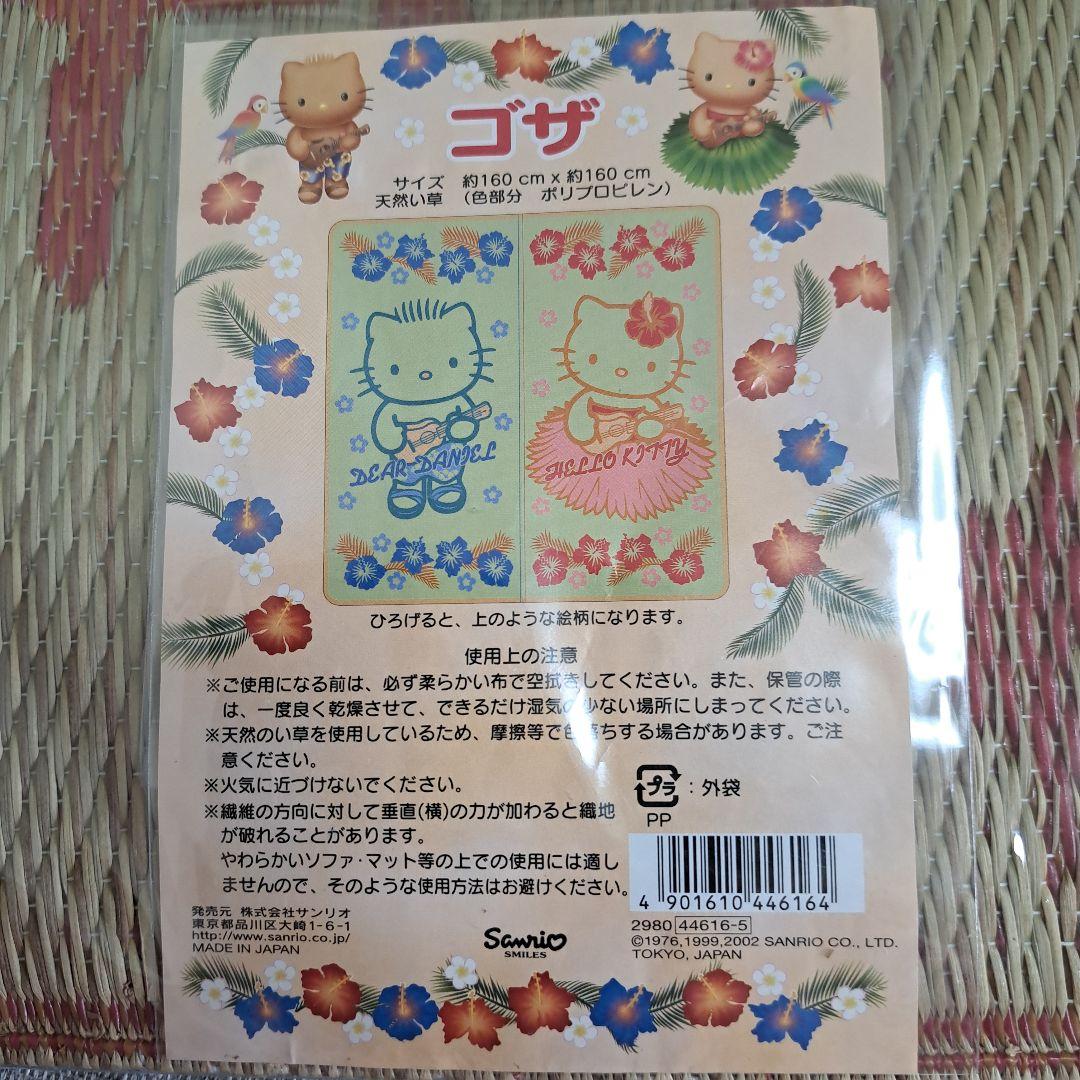 ゴザ
サイズ 約160 cm x 約160 cm
天然い草 (色部分 ポリプロピレン)
DEAR DANIEL
HELLO KITTY
ひろげると、上のような絵柄になります。
使用上の注意
※ご使用になる前は、必ず柔らかい布で空拭きしてください。また、保管の際
は、一度良く乾燥させて、できるだけ湿気の少ない場所にしまってください。
※天然のい草を使用しているため、摩擦等で色落ちする場合があります。ご注
意ください。
※火気に近づけないでください。
※繊維の方向に対して垂直(横)の力が加わると織地
が破れることがあります。
やわらかいソファ・マット等の上での使用には適し
ませんので、そのような使用方法はお避けください。
プラ : 外袋
PP
4 901610 446164
2980 44616-5
©1976,1999,2002 SANRIO CO., LTD.
TOKYO, JAPAN
発売元 株式会社サンリオ
東京都品川区大崎1-6-1
http://www.sanrio.co.jp/
MADE IN JAPAN
Sanrio
SMILES